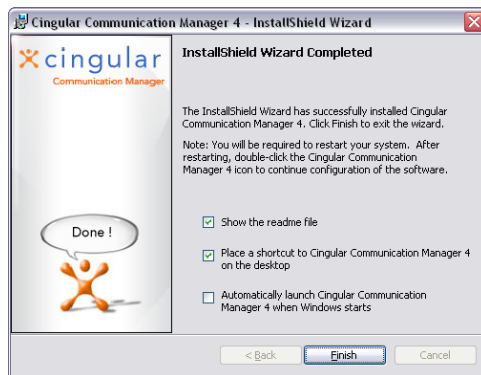 Cingular Communication Manager 4 - InstallShield Wizard
cingular
Communication Manager
InstallShield Wizard Completed
The InstallShield Wizard has successfully installed Cingular
Communication Manager 4. Click Finish to exit the wizard.
Note: You will be required to restart your system. After
restarting, double-click the Cingular Communication
Manager 4 icon to continue configuration of the software.
Done !
Show the readme file
Place a shortcut to Cingular Communication Manager 4
on the desktop
Automatically launch Cingular Communication
Manager 4 when Windows starts
< Back
Finish
Cancel